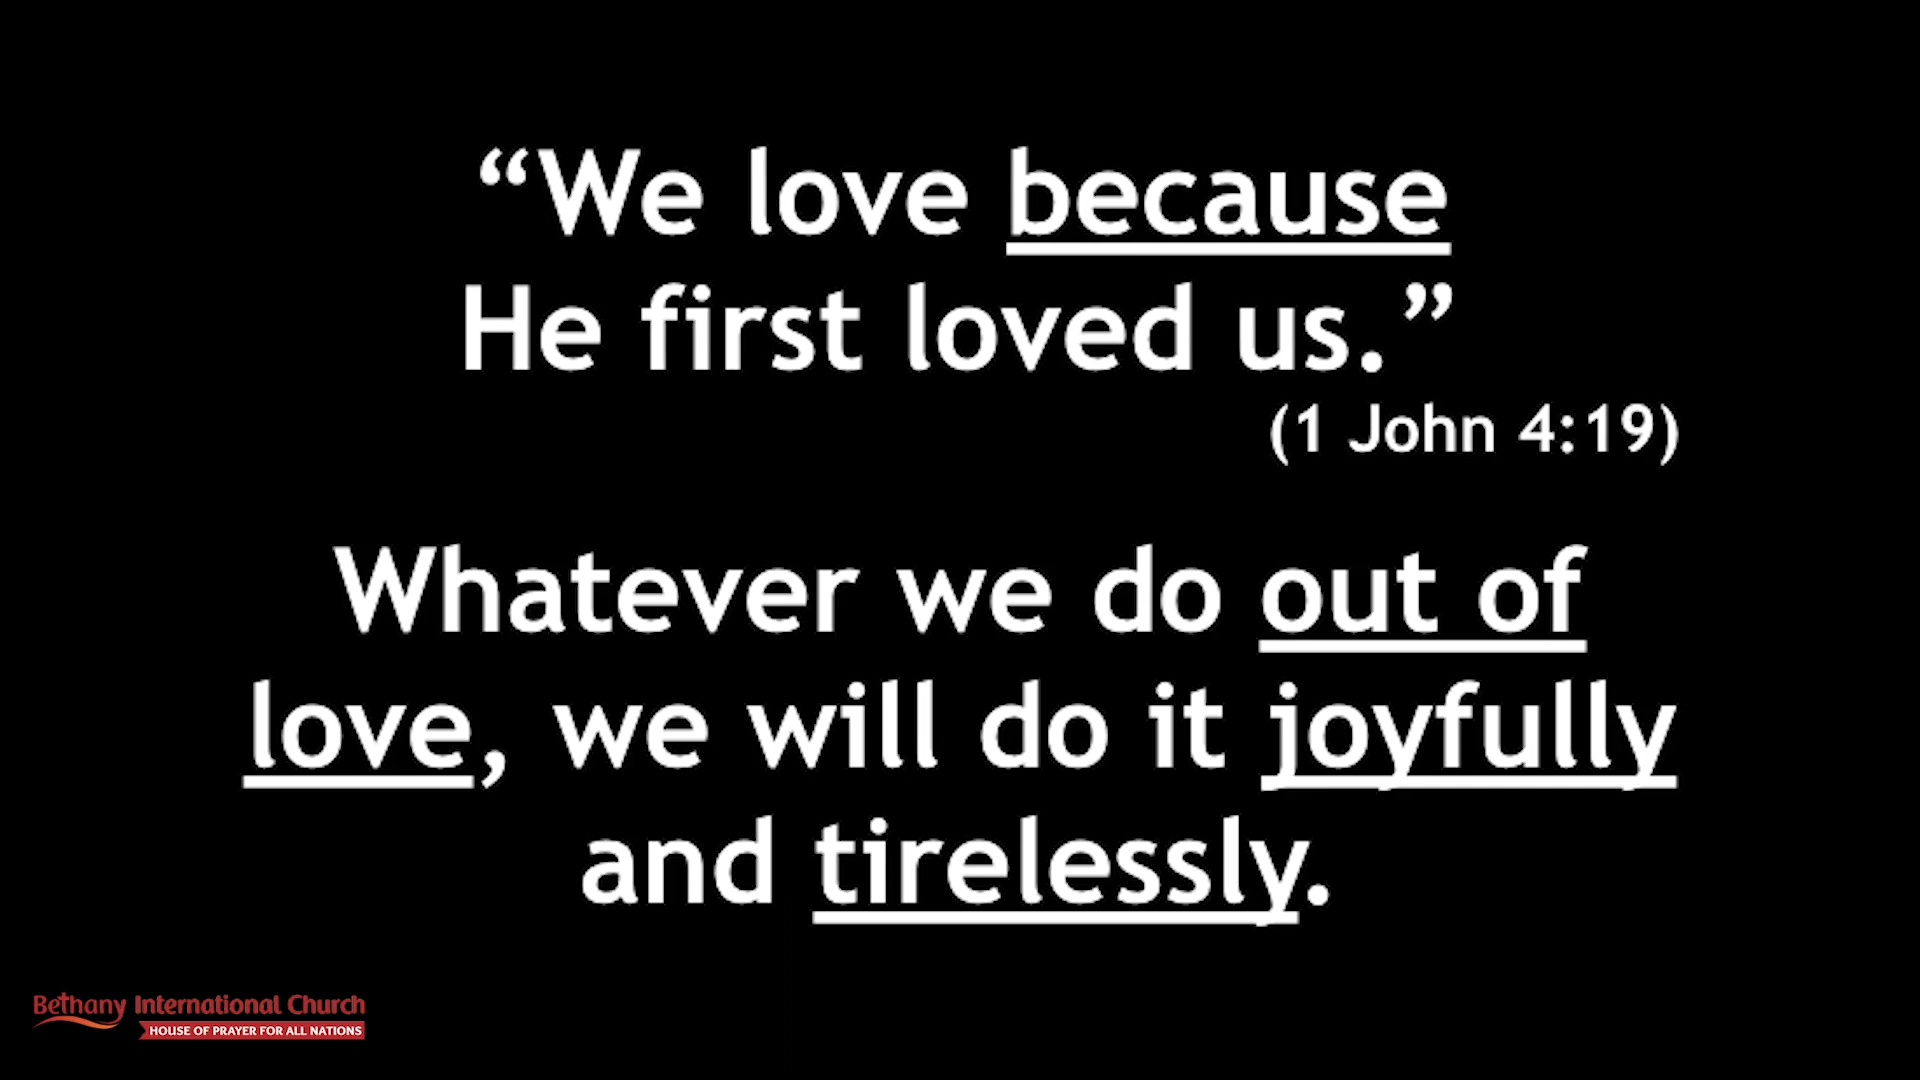 “We love because
He first loved us.”
(1 John 4:19)
Whatever we do out of
love, we will do it joyfully
and tirelessly.
Bethany International Church
HOUSE OF PRAYER FOR ALL NATIONS